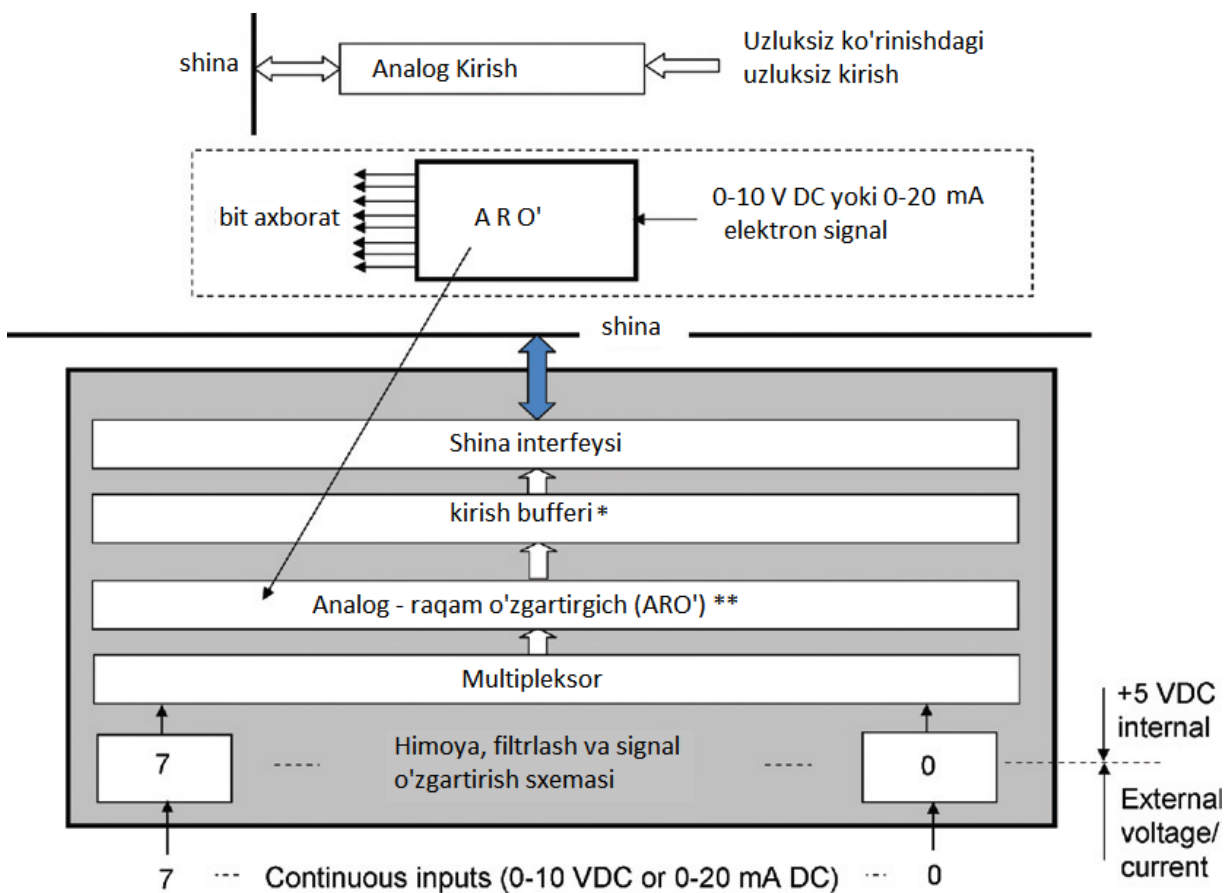 shina
Analog Kirish
Uzluksiz ko'rinishdagi
uzluksiz kirish
bit axborat
A R O'
0-10 V DC yoki 0-20 mA
elektron signal
shina
Shina interfeysi
kirish bufferi *
Analog - raqam o'zgartirgich (ARO') **
Multipleksor
7
Himoya, filtrlash va signal
o'zgartirish sxemasi
0
+5 VDC
internal
External
voltage/
current
7 ---- Continuous inputs (0-10 VDC or 0-20 mA DC) --- 0